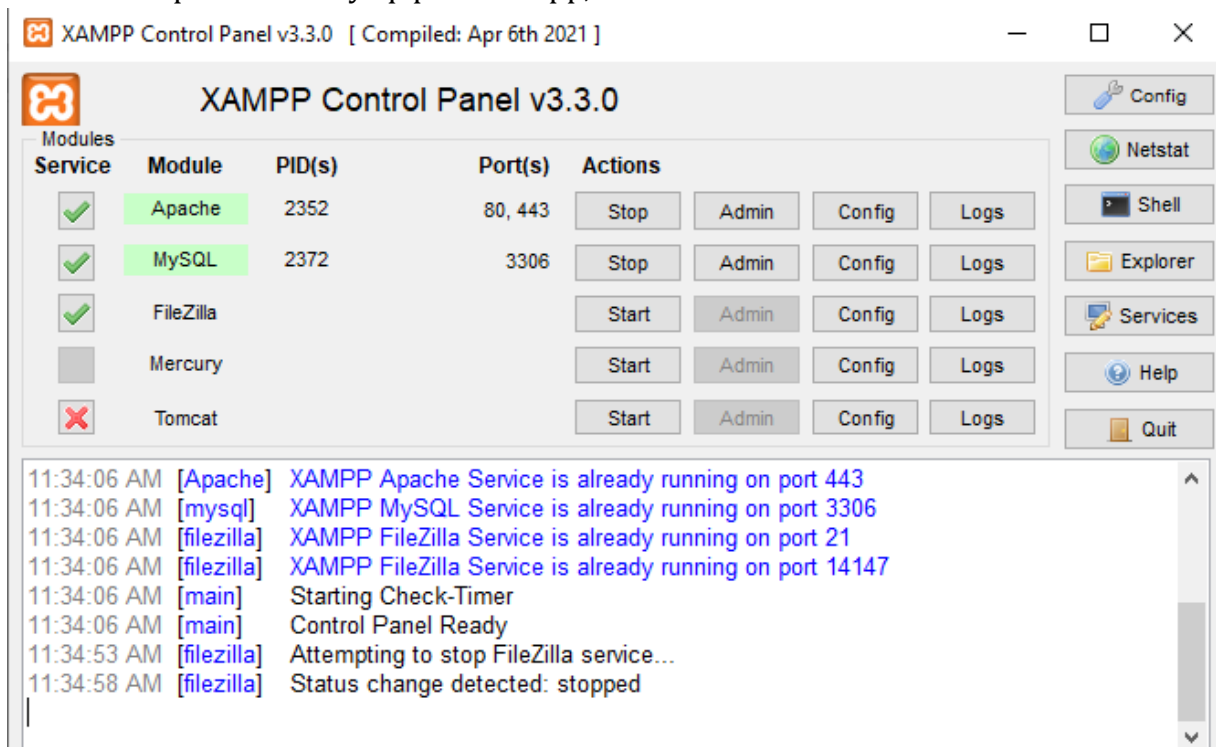 XAMPP Control Panel v3.3.0 [ Compiled: Apr 6th 2021 ]
XAMPP Control Panel v3.3.0
Config
Modules
Netstat
Service Module PID(s) Port(s) Actions
Apache 2352 80, 443 Stop Admin Config Logs
Shell
MySQL 2372 3306 Stop Admin Config Logs
Explorer
FileZilla Start Admin Config Logs
Services
Mercury Start Admin Config Logs
Help
Tomcat Start Admin Config Logs
Quit
11:34:06 AM [Apache] XAMPP Apache Service is already running on port 443
11:34:06 AM [mysql] XAMPP MySQL Service is already running on port 3306
11:34:06 AM [filezilla] XAMPP FileZilla Service is already running on port 21
11:34:06 AM [filezilla] XAMPP FileZilla Service is already running on port 14147
11:34:06 AM [main] Starting Check-Timer
11:34:06 AM [main] Control Panel Ready
11:34:53 AM [filezilla] Attempting to stop FileZilla service...
11:34:58 AM [filezilla] Status change detected: stopped